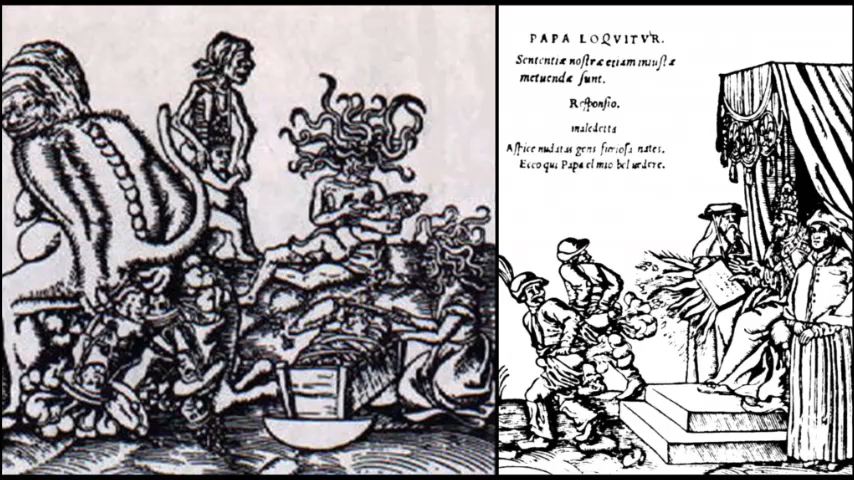 PAPA LOQVITVR.
Sententiæ noſtræ etiam iniuſtæ
metuendæ ſunt.
Reſponſio.
maledetta
Aſpice nudatas gens furioſa nates.
Ecco qui Papa el mio bel uedere.